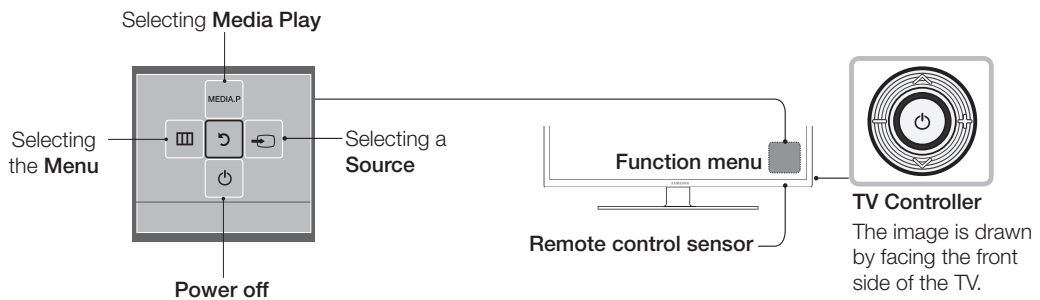 Selecting Media Play
MEDIA.P
Selecting
the Menu
Selecting a
Source
Power off
Function menu
SAMSUNG
Remote control sensor
TV Controller
The image is drawn
by facing the front
side of the TV.